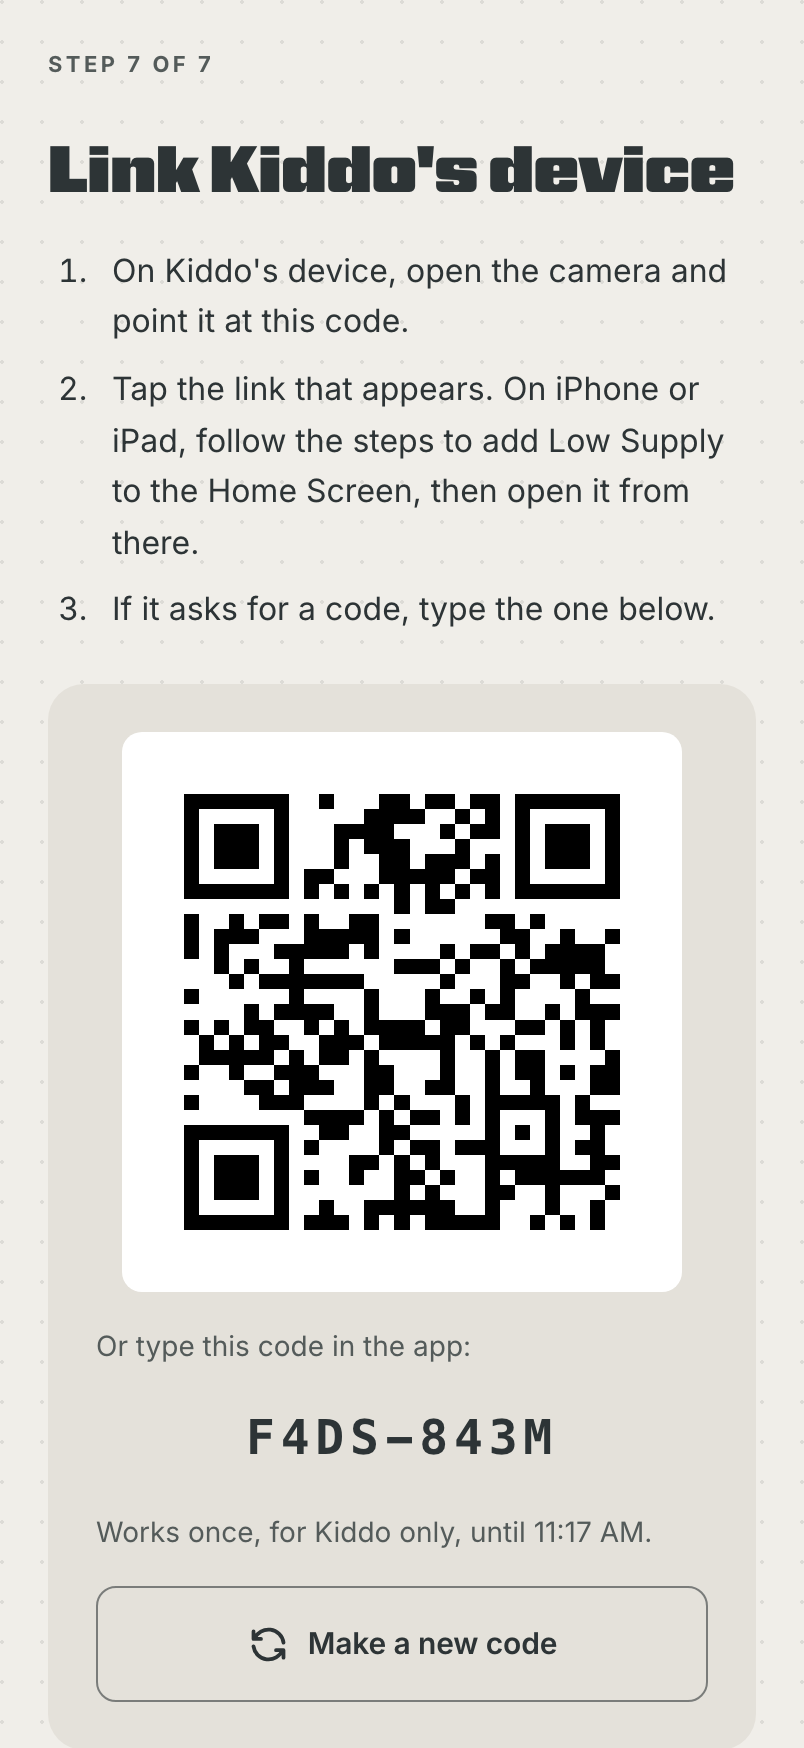 STEP 7 OF 7
Link Kiddo's device
1. On Kiddo's device, open the camera and
point it at this code.
2. Tap the link that appears. On iPhone or
iPad, follow the steps to add Low Supply
to the Home Screen, then open it from
there.
3. If it asks for a code, type the one below.
Or type this code in the app:
F4DS–843M
Works once, for Kiddo only, until 11:17 AM.
Make a new code